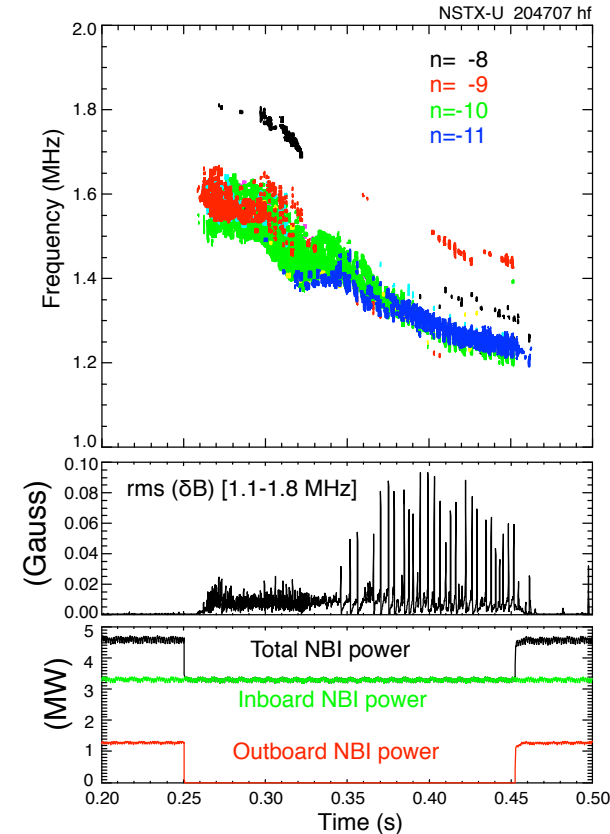 NSTX-U 204707 hf
2.0
n= -8
n= -9
n=-10
n=-11
1.8
1.6
1.4
1.2
1.0
Frequency (MHz)
0.10
rms (δB) [1.1-1.8 MHz]
0.08
0.06
0.04
0.02
0.00
(Gauss)
5
Total NBI power
4
3
Inboard NBI power
2
1
Outboard NBI power
0
(MW)
0.20 0.25 0.30 0.35 0.40 0.45 0.50
Time (s)